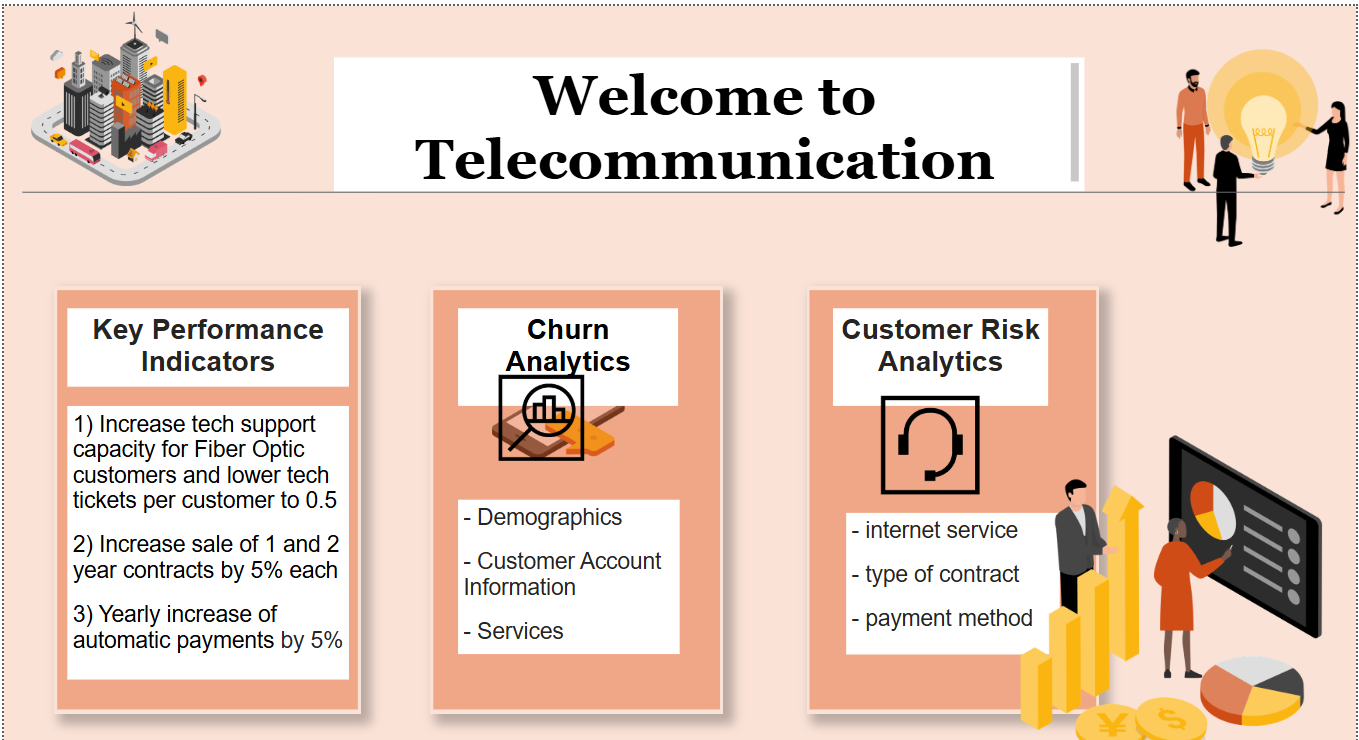 Welcome to
Telecommunication
Key Performance
Indicators
1) Increase tech support
capacity for Fiber Optic
customers and lower tech
tickets per customer to 0.5
2) Increase sale of 1 and 2
year contracts by 5% each
3) Yearly increase of
automatic payments by 5%
Churn
Analytics
- Demographics
- Customer Account
Information
- Services
Customer Risk
Analytics
- internet service
- type of contract
- payment method
¥
$